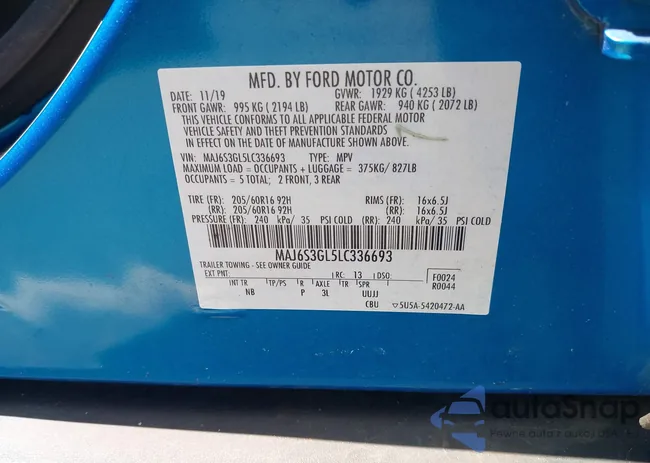 MFD. BY FORD MOTOR CO.
DATE: 11/19 GVWR: 1929 KG ( 4253 LB)
FRONT GAWR: 995 KG ( 2194 LB) REAR GAWR: 940 KG ( 2072 LB)
THIS VEHICLE CONFORMS TO ALL APPLICABLE FEDERAL MOTOR
VEHICLE SAFETY AND THEFT PREVENTION STANDARDS
IN EFFECT ON THE DATE OF MANUFACTURE SHOWN ABOVE.
VIN: MAJ6S3GL5LC336693 TYPE: MPV
MAXIMUM LOAD = OCCUPANTS + LUGGAGE = 375KG/ 827LB
OCCUPANTS = 5 TOTAL; 2 FRONT, 3 REAR
TIRE (FR): 205/60R16 92H RIMS (FR): 16x6.5J
(RR): 205/60R16 92H (RR): 16x6.5J
PRESSURE (FR): 240 kPa/ 35 PSI COLD (RR): 240 kPa/ 35 PSI COLD
MAJ6S3GL5LC336693
TRAILER TOWING - SEE OWNER GUIDE
EXT PNT: RC: 13 DSO: F0024
INT TR TP/PS R AXLE TR SPR R0044
NB P 3L UUJJ
CBU 5U5A-5420472-AA
autoSnap
Pewne auta z aukcji